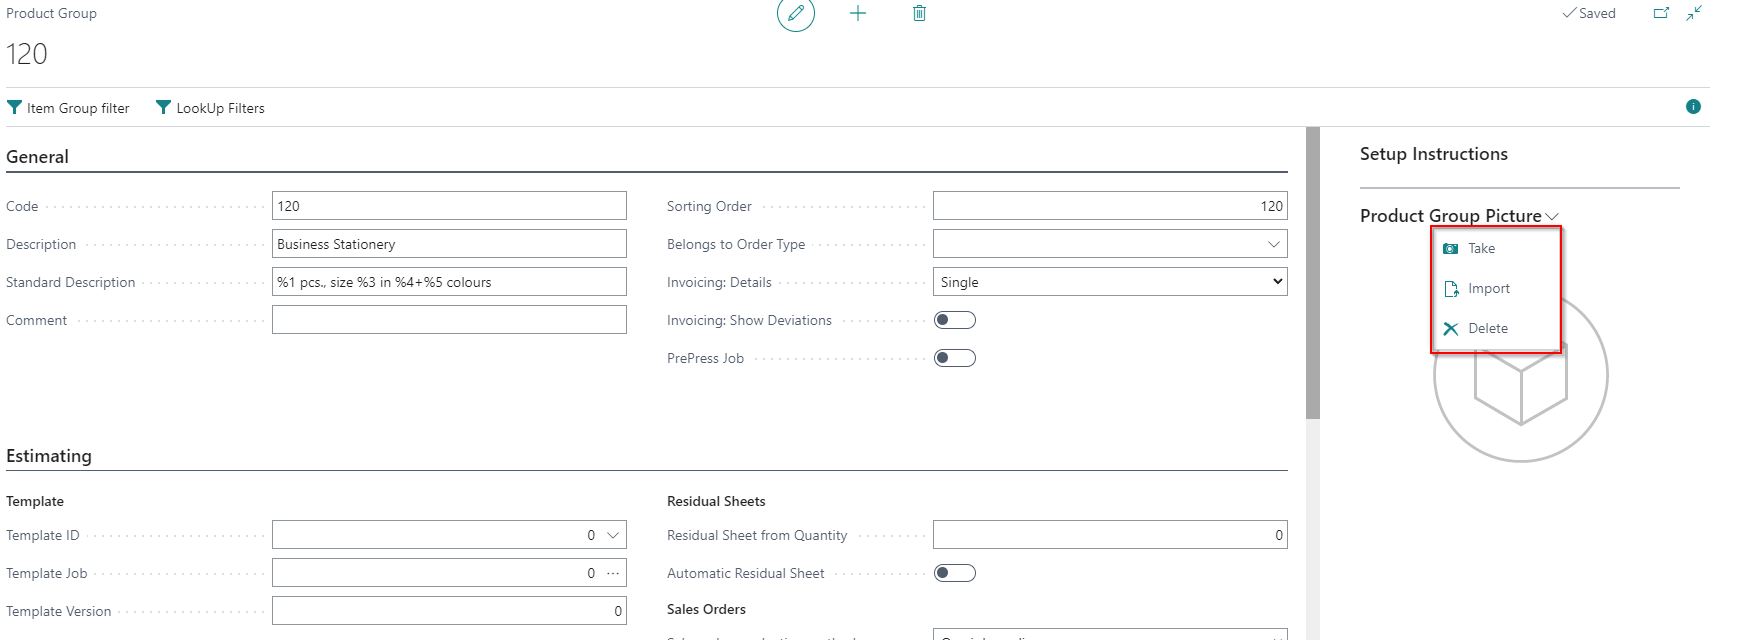 Product Group
Saved
120
Item Group filter
LookUp Filters
General
Setup Instructions
Code
120
Sorting Order
120
Product Group Picture
Description
Business Stationery
Belongs to Order Type
Take
Standard Description
%1 pcs., size %3 in %4+%5 colours
Invoicing: Details
Single
Import
Comment
Invoicing: Show Deviations
Delete
PrePress Job
Estimating
Template
Residual Sheets
Template ID
0
Residual Sheet from Quantity
0
Template Job
0
Automatic Residual Sheet
Template Version
0
Sales Orders